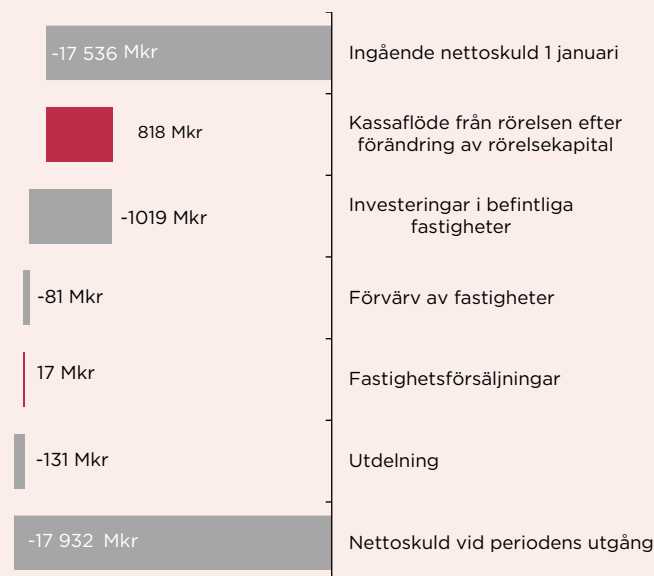 -17 536 Mkr Ingående nettoskuld 1 januari
818 Mkr Kassaflöde från rörelsen efter
förändring av rörelsekapital
-1019 Mkr Investeringar i befintliga
fastigheter
-81 Mkr Förvärv av fastigheter
17 Mkr Fastighetsförsäljningar
-131 Mkr Utdelning
-17 932 Mkr Nettoskuld vid periodens utgång